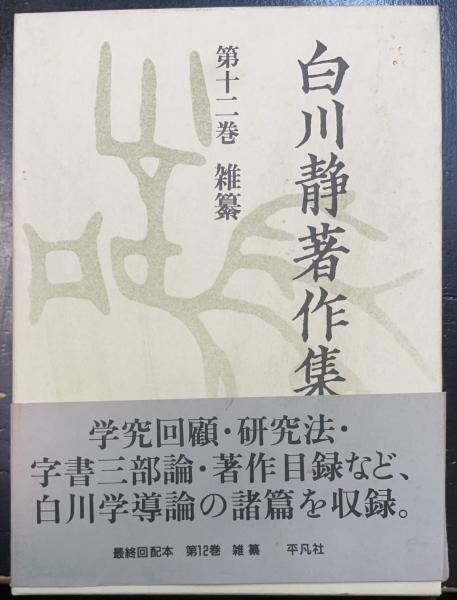 白川静著作集
第十二巻 雑纂
学究回顧・研究法・
字書三部論・著作目録など、
白川学導論の諸篇を収録。
最終回配本 第12巻 雑纂 平凡社